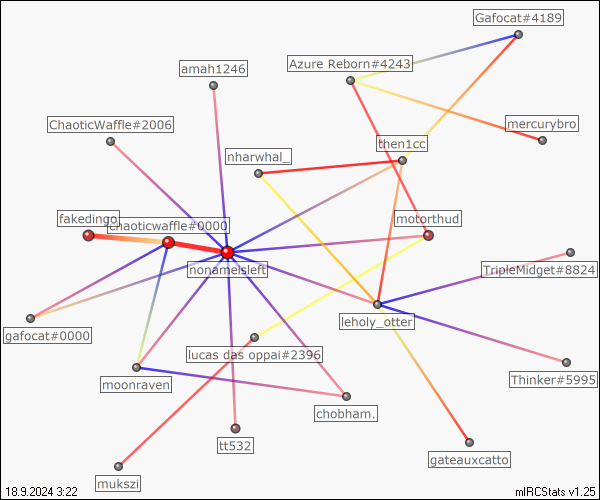 Gafocat#4189
Azure Reborn#4243
amah1246
ChaoticWaffle#2006
mercurybro
then1cc
nharwhal_
fakedingo
chaoticwaffle#0000
motorthud
nonameisleft
TripleMidget#8824
leholy_otter
gafocat#0000
lucas das oppai#2396
Thinker#5995
moonraven
chobham.
tt532
gateauxcatto
mukszi
18.9.2024 3:22
mIRCStats v1.25